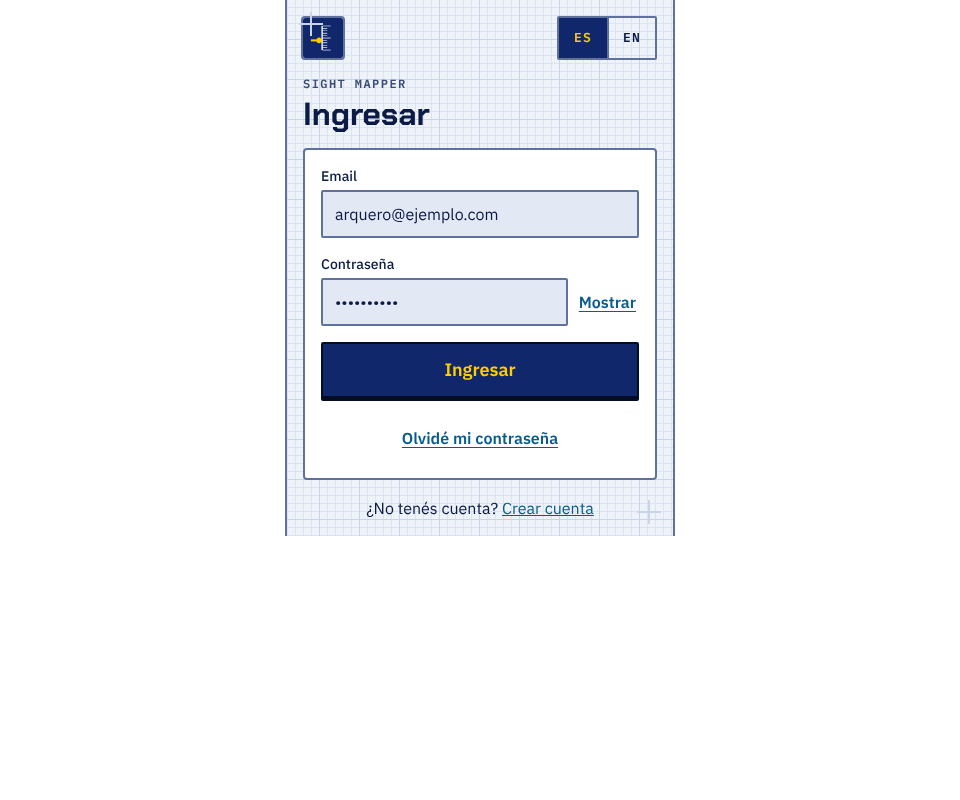 ES EN
SIGHT MAPPER
Ingresar
Email
arquero@ejemplo.com
Contraseña
••••••••••
Mostrar
Ingresar
Olvidé mi contraseña
¿No tenés cuenta? Crear cuenta